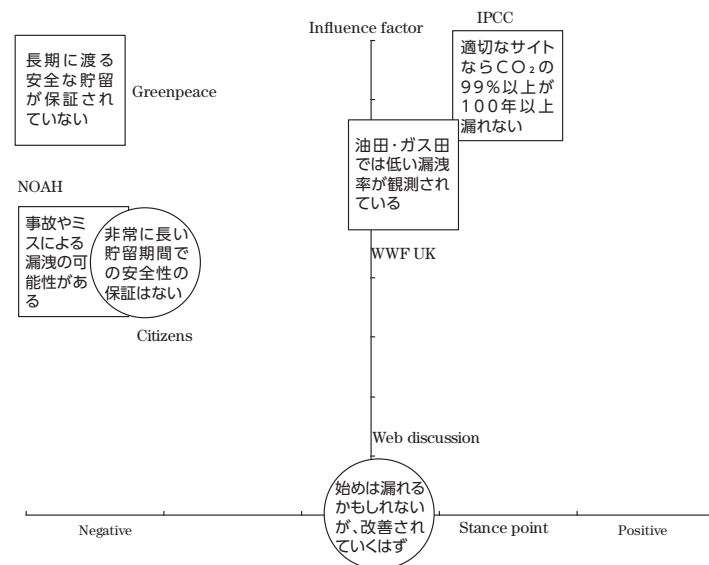 Influence factor
IPCC
長期に渡る
安全な貯留
が保証され
ていない
Greenpeace
適切なサイト
ならCO₂の
99%以上が
100年以上
漏れない
油田・ガス田
では低い漏洩
率が観測され
ている
WWF UK
NOAH
事故やミ
スによる
漏洩の可
能性があ
る
非常に長い
貯留期間で
の安全性の
保証はない
Citizens
Web discussion
始めは漏れる
かもしれない
が、改善され
ていくはず
Negative
Stance point
Positive